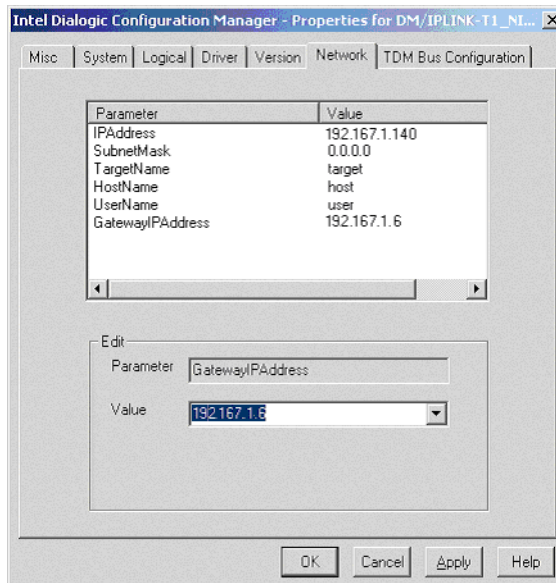 Intel Dialogic Configuration Manager - Properties for DM/IPLINK-T1_NI...
Misc System Logical Driver Version Network TDM Bus Configuration
Parameter Value
IPAddress 192.167.1.140
SubnetMask 0.0.0.0
TargetName target
HostName host
UserName user
GatewayIPAddress 192.167.1.6
Edit
Parameter GatewayIPAddress
Value 192.167.1.6
OK Cancel Apply Help